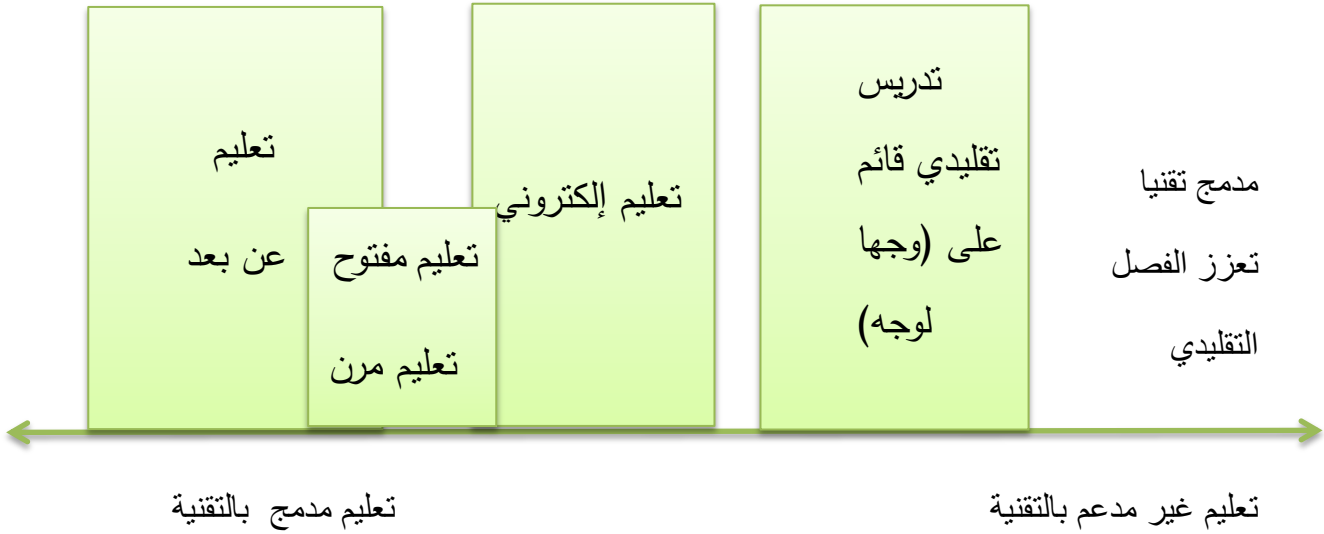 مدمج تقنيا
تعزز الفصل
التقليدي
تدريس
تقليدي قائم
على (وجها
لوجه)
تعليم إلكتروني
تعليم مفتوح
تعليم مرن
تعليم
عن بعد
تعليم غير مدعم بالتقنية
تعليم مدمج بالتقنية